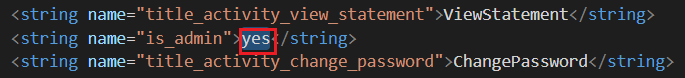 <string name="title_activity_view_statement">ViewStatement</string>
<string name="is_admin">yes</string>
<string name="title_activity_change_password">ChangePassword</string>